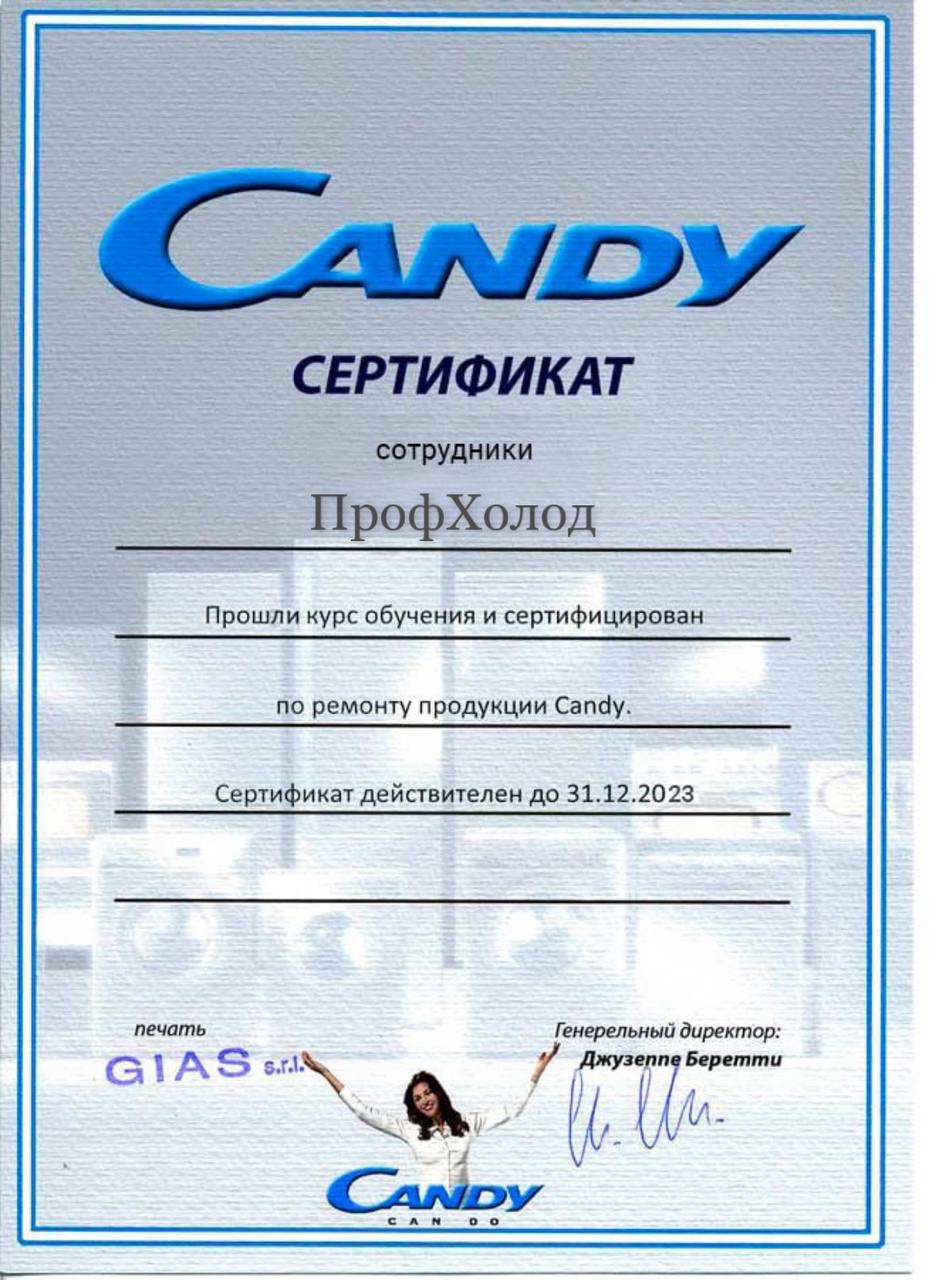 CANDY
СЕРТИФИКАТ
сотрудники
ПрофХолод
Прошли курс обучения и сертифицирован
по ремонту продукции Candy.
Сертификат действителен до 31.12.2023
печать
GIAS s.r.l.
Генерельный директор:
Джузеппе Беретти
CANDY
CAN DO